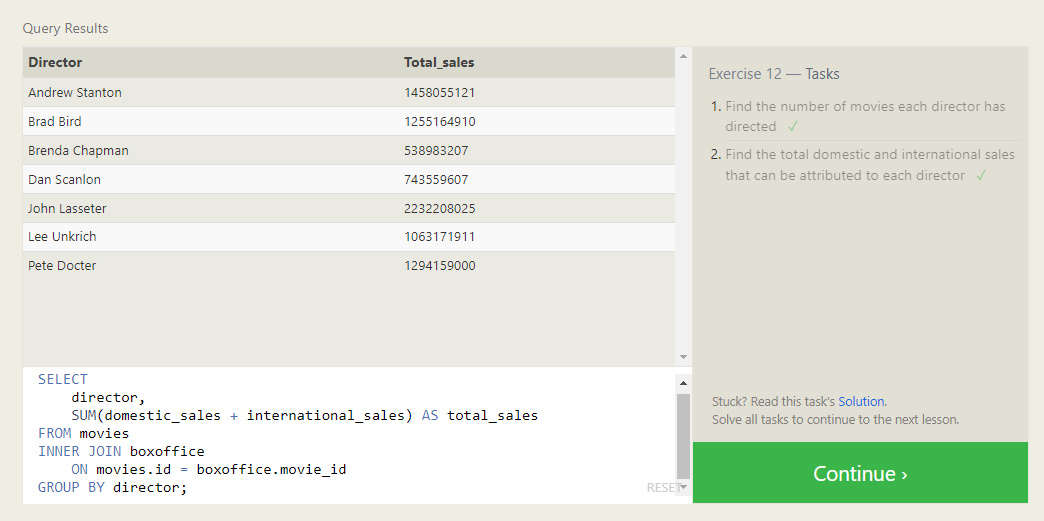 Query Results
Director Total_sales
Andrew Stanton 1458055121
Brad Bird 1255164910
Brenda Chapman 538983207
Dan Scanlon 743559607
John Lasseter 2232208025
Lee Unkrich 1063171911
Pete Docter 1294159000
SELECT
director,
SUM(domestic_sales + international_sales) AS total_sales
FROM movies
INNER JOIN boxoffice
ON movies.id = boxoffice.movie_id
GROUP BY director;
RESET
Exercise 12 — Tasks
1. Find the number of movies each director has
directed ✓
2. Find the total domestic and international sales
that can be attributed to each director ✓
Stuck? Read this task's Solution.
Solve all tasks to continue to the next lesson.
Continue ›